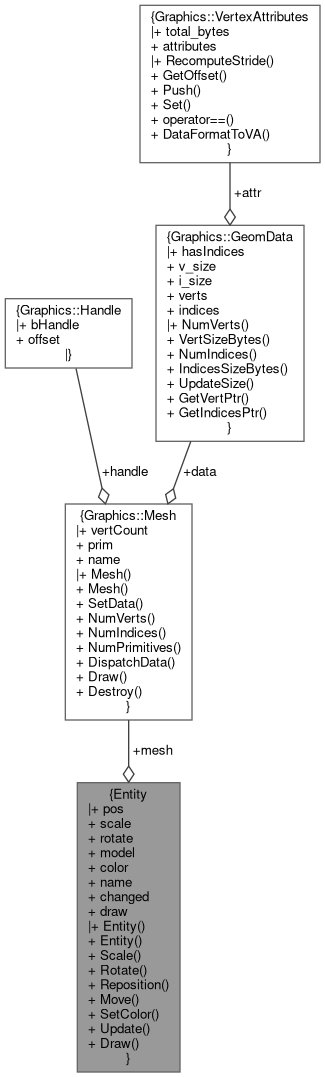 {Graphics::VertexAttributes
|+ total_bytes
+ attributes
|+ RecomputeStride()
+ GetOffset()
+ Push()
+ Set()
+ operator==()
+ DataFormatToVA()
}
+attr
{Graphics::GeomData
|+ hasIndices
+ v_size
+ i_size
+ verts
+ indices
|+ NumVerts()
+ VertSizeBytes()
+ NumIndices()
+ IndicesSizeBytes()
+ UpdateSize()
+ GetVertPtr()
+ GetIndicesPtr()
}
{Graphics::Handle
|+ bHandle
+ offset
|}
+handle
+data
{Graphics::Mesh
|+ vertCount
+ prim
+ name
|+ Mesh()
+ Mesh()
+ SetData()
+ NumVerts()
+ NumIndices()
+ NumPrimitives()
+ DispatchData()
+ Draw()
+ Destroy()
}
+mesh
{Entity
|+ pos
+ scale
+ rotate
+ model
+ color
+ name
+ changed
+ draw
|+ Entity()
+ Entity()
+ Scale()
+ Rotate()
+ Reposition()
+ Move()
+ SetColor()
+ Update()
+ Draw()
}